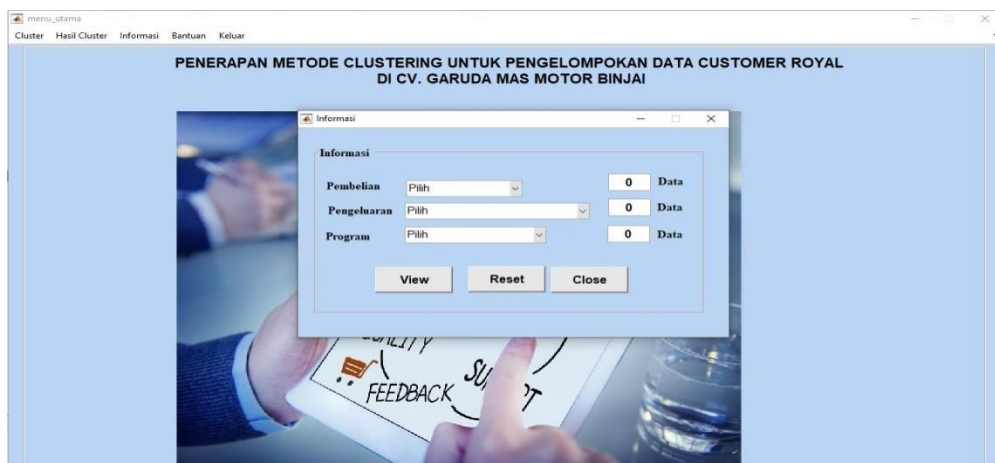 menu_utama
Cluster Hasil Cluster Informasi Bantuan Keluar
PENERAPAN METODE CLUSTERING UNTUK PENGELOMPOKAN DATA CUSTOMER ROYAL
DI CV. GARUDA MAS MOTOR BINJAI
Informasi
Informasi
Pembelian Pilih 0 Data
Pengeluaran Pilih 0 Data
Program Pilih 0 Data
View Reset Close
FEEDBACK